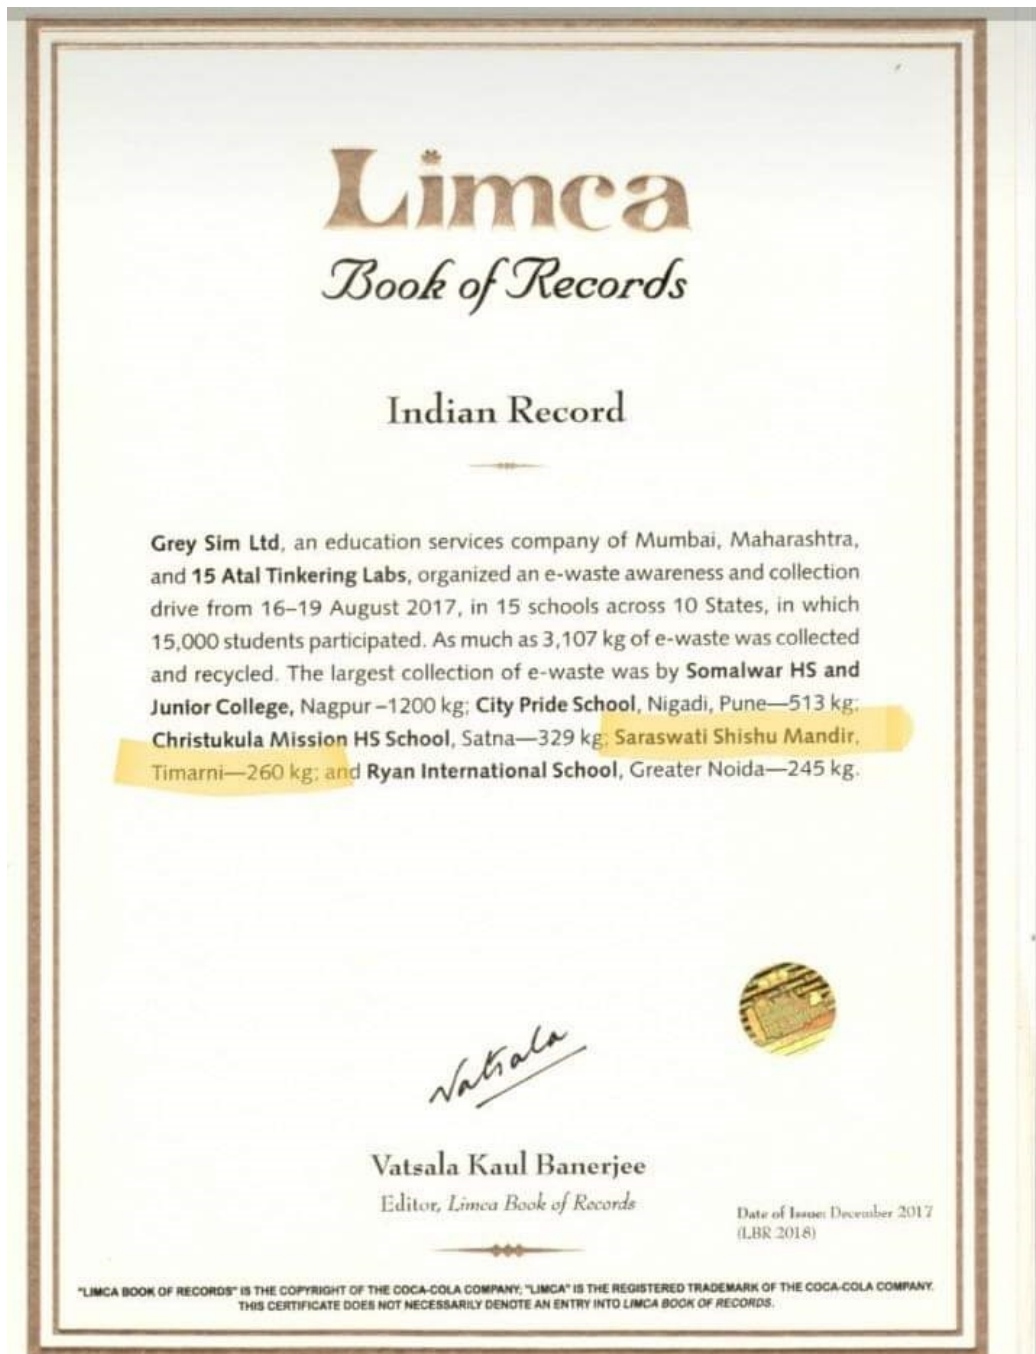 Limca
Book of Records
Indian Record
Grey Sim Ltd, an education services company of Mumbai, Maharashtra,
and 15 Atal Tinkering Labs, organized an e-waste awareness and collection
drive from 16–19 August 2017, in 15 schools across 10 States, in which
15,000 students participated. As much as 3,107 kg of e-waste was collected
and recycled. The largest collection of e-waste was by Somalwar HS and
Junior College, Nagpur–1200 kg; City Pride School, Nigadi, Pune—513 kg;
Christukula Mission HS School, Satna—329 kg; Saraswati Shishu Mandir,
Timarni—260 kg; and Ryan International School, Greater Noida—245 kg.
Vatsala
Vatsala Kaul Banerjee
Editor, Limca Book of Records
Date of Issue: December 2017
(LBR 2018)
"LIMCA BOOK OF RECORDS" IS THE COPYRIGHT OF THE COCA-COLA COMPANY; "LIMCA" IS THE REGISTERED TRADEMARK OF THE COCA-COLA COMPANY.
THIS CERTIFICATE DOES NOT NECESSARILY DENOTE AN ENTRY INTO LIMCA BOOK OF RECORDS.